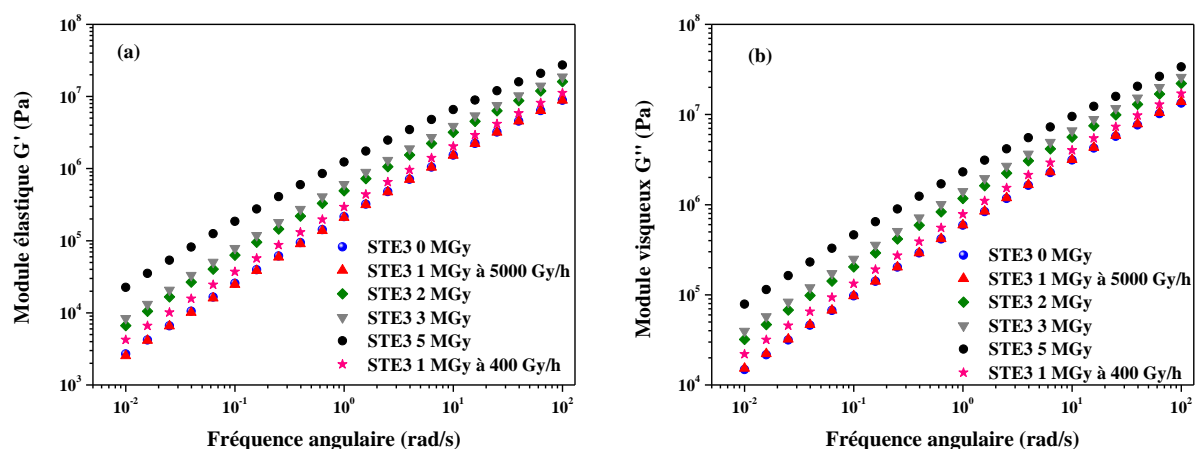 (a)
Module élastique G' (Pa)
10^8
10^7
10^6
10^5
10^4
10^3
10^-2
10^-1
10^0
10^1
10^2
Fréquence angulaire (rad/s)
STE3 0 MGy
STE3 1 MGy à 5000 Gy/h
STE3 2 MGy
STE3 3 MGy
STE3 5 MGy
STE3 1 MGy à 400 Gy/h
(b)
Module visqueux G'' (Pa)
10^8
10^7
10^6
10^5
10^4
10^-2
10^-1
10^0
10^1
10^2
Fréquence angulaire (rad/s)
STE3 0 MGy
STE3 1 MGy à 5000 Gy/h
STE3 2 MGy
STE3 3 MGy
STE3 5 MGy
STE3 1 MGy à 400 Gy/h